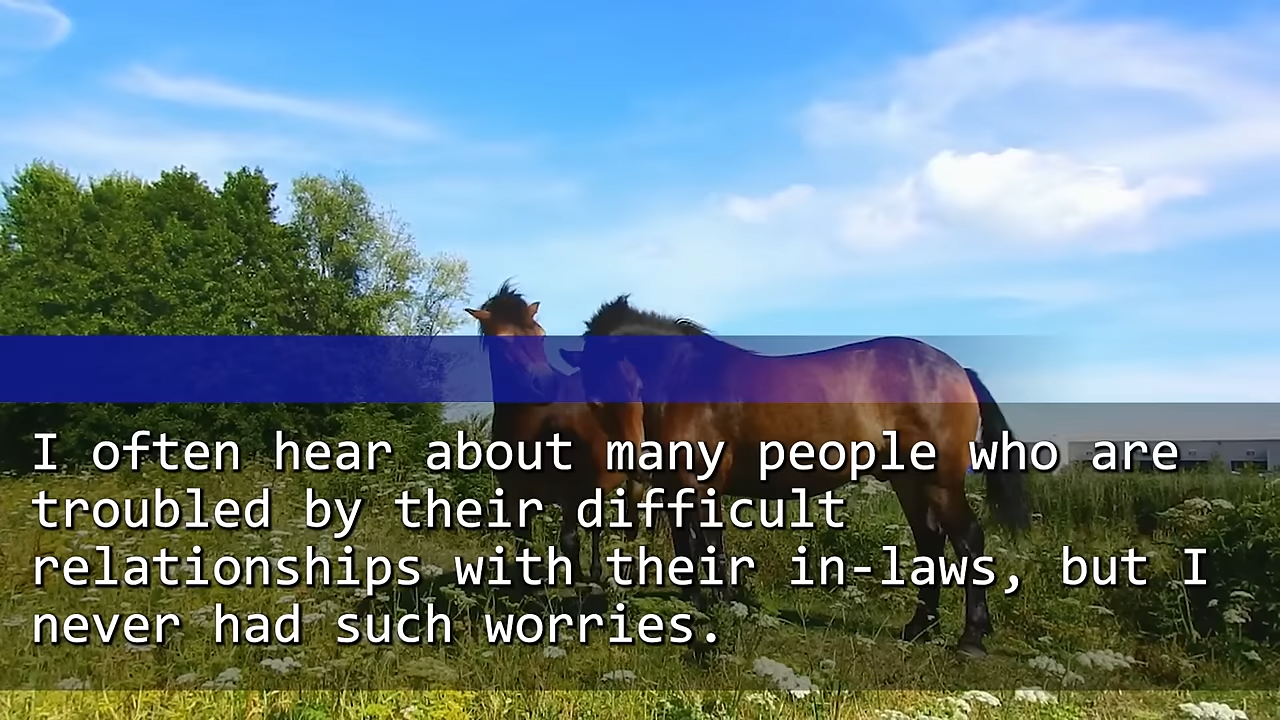 I often hear about many people who are
troubled by their difficult
relationships with their in-laws, but I
never had such worries.